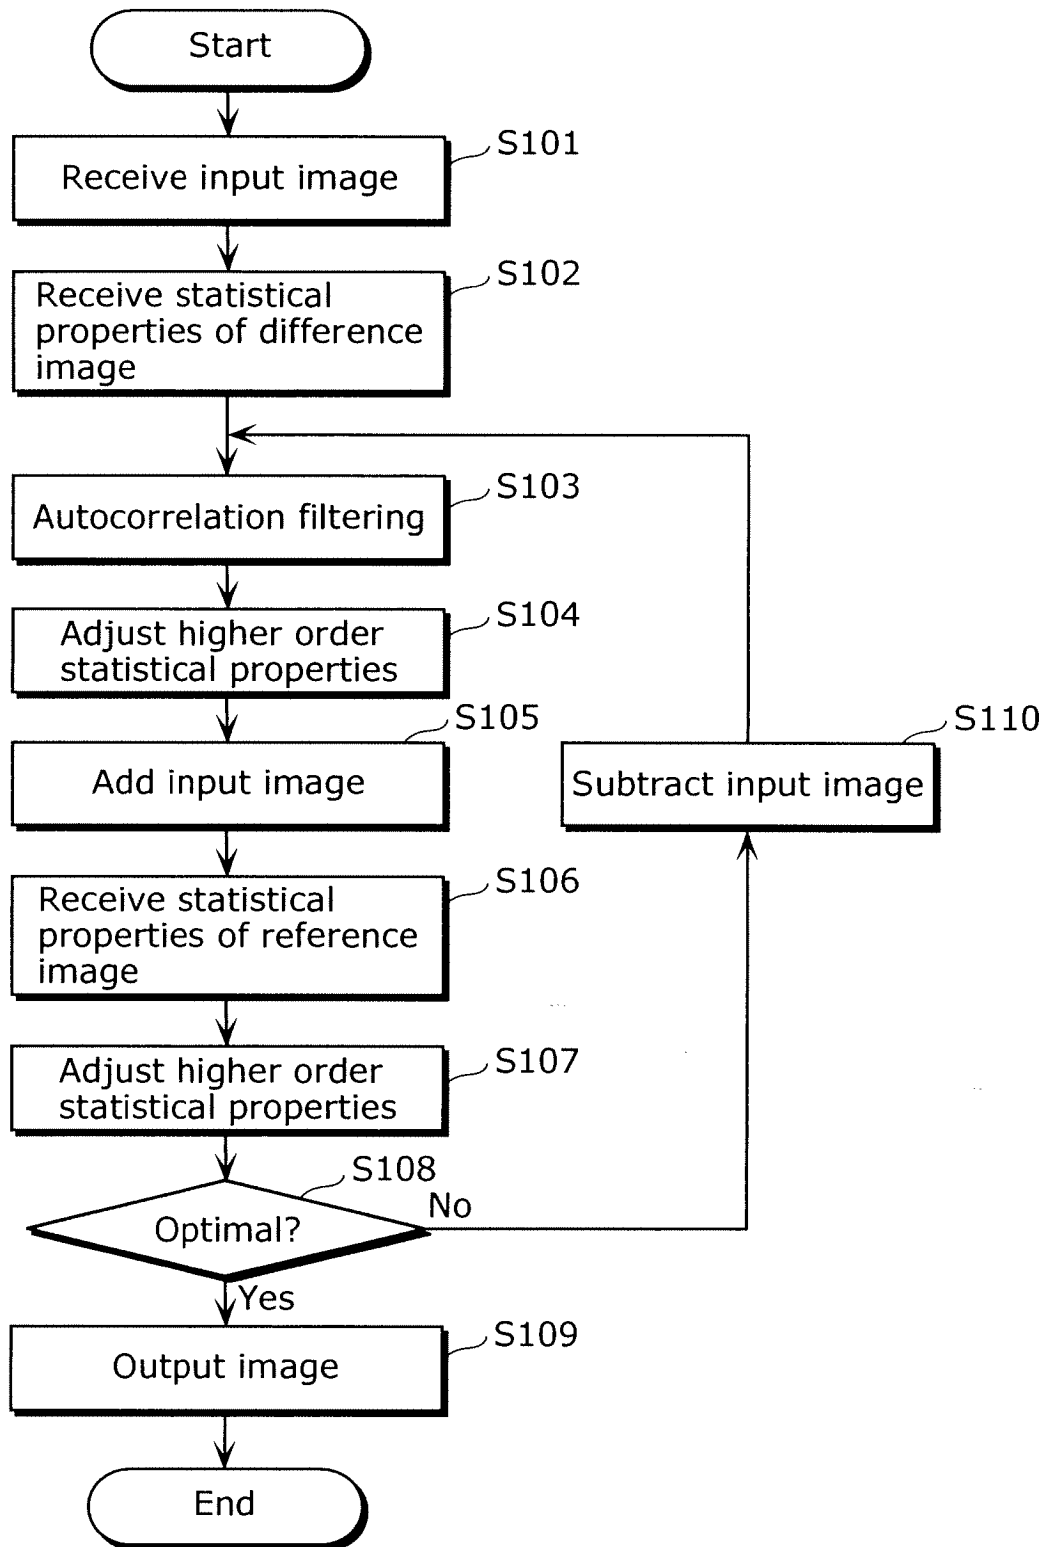 Start
S101
Receive input image
S102
Receive statistical
properties of difference
image
S103
Autocorrelation filtering
S104
Adjust higher order
statistical properties
S105
Add input image
S110
Subtract input image
S106
Receive statistical
properties of reference
image
S107
Adjust higher order
statistical properties
S108
No
Optimal?
Yes
S109
Output image
End